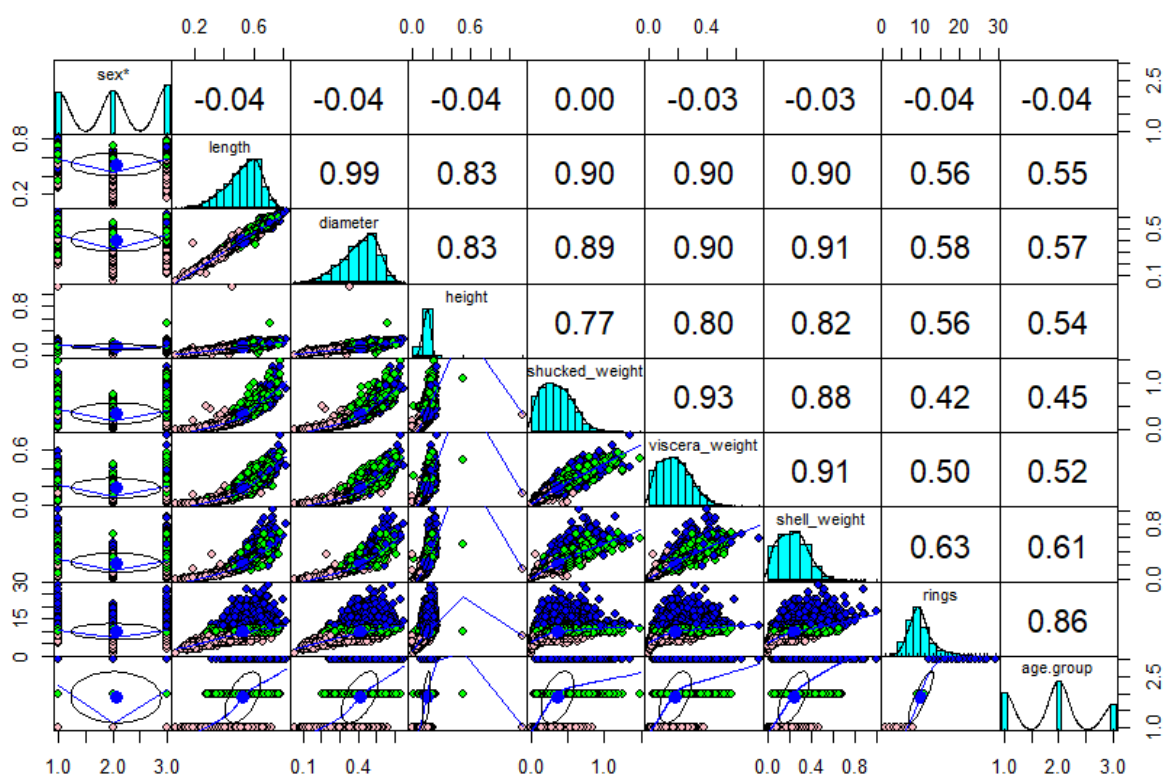 0.2 0.6 0.0 0.6 0.0 0.4 0 10 20 30
sex* -0.04 -0.04 -0.04 0.00 -0.03 -0.03 -0.04 -0.04 1.0 2.5
0.2 0.8 length 0.99 0.83 0.90 0.90 0.90 0.56 0.55
diameter 0.83 0.89 0.90 0.91 0.58 0.57 0.1 0.5
0.0 0.8 height 0.77 0.80 0.82 0.56 0.54
shucked_weight 0.93 0.88 0.42 0.45 0.0 1.0
0.0 0.6 viscera_weight 0.91 0.50 0.52
shell_weight 0.63 0.61 0.0 0.8
0 15 30 rings 0.86
age.group 1.0 2.5
1.0 2.0 3.0 0.1 0.4 0.0 1.0 0.0 0.4 0.8 1.0 2.0 3.0